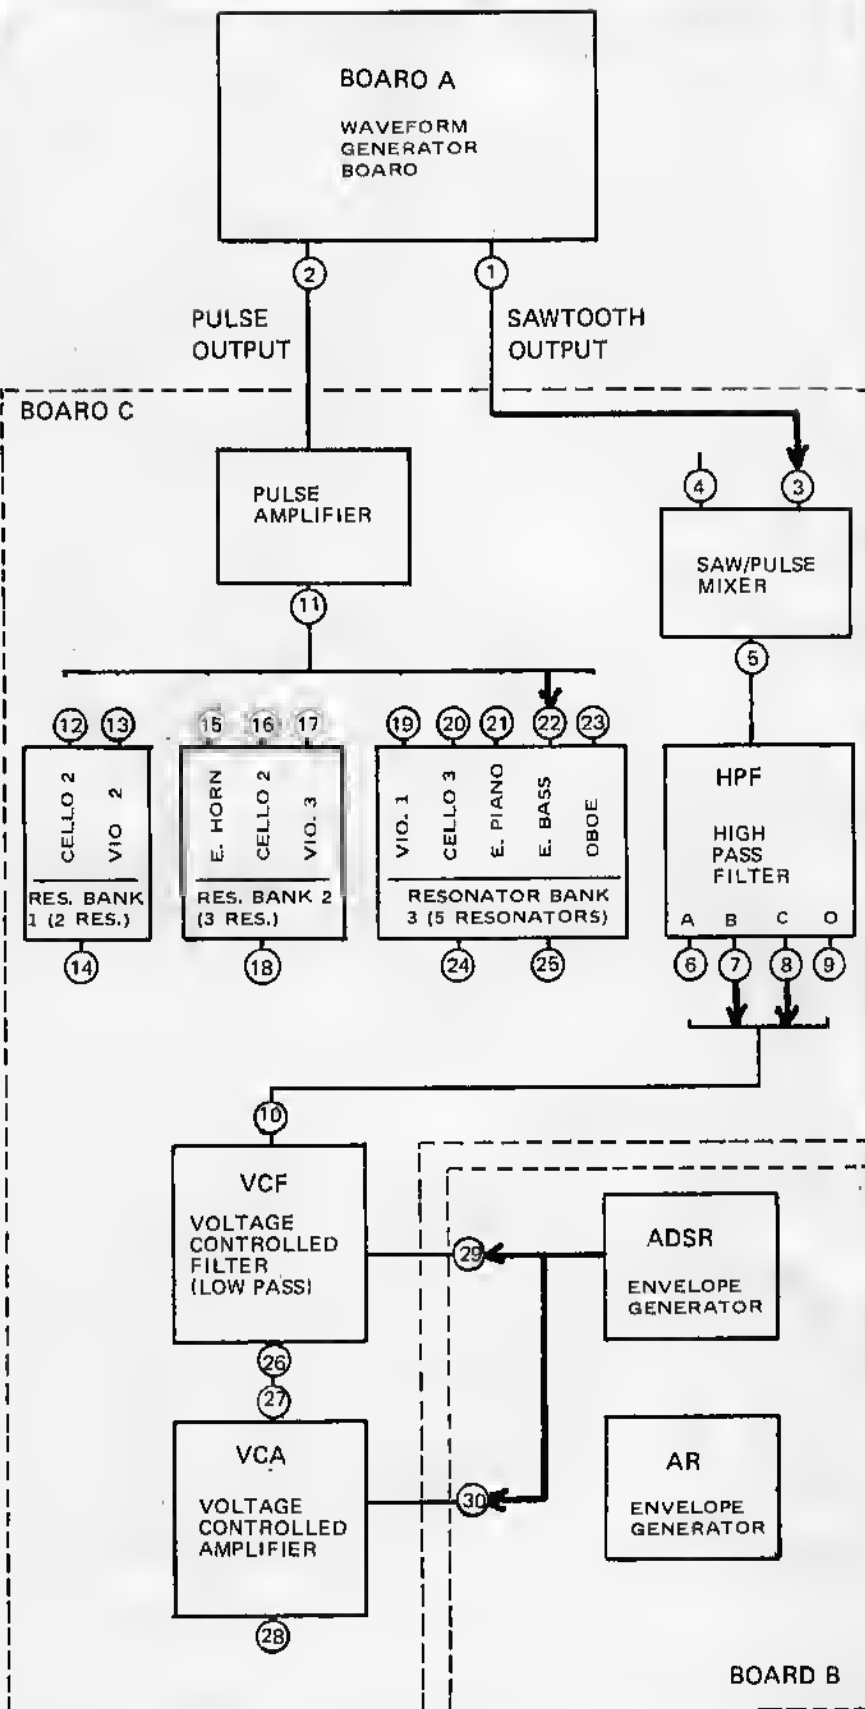 BOARO A
WAVEFORM
GENERATOR
BOARO
2
1
PULSE
OUTPUT
SAWTOOTH
OUTPUT
BOARO C
PULSE
AMPLIFIER
4
3
SAW/PULSE
MIXER
11
5
12
13
15
16
17
19
20
21
22
23
CELLO 2
VIO 2
E. HORN
CELLO 2
VIO. 3
VIO. 1
CELLO 3
E. PIANO
E. BASS
OBOE
HPF
HIGH
PASS
FILTER
RES. BANK
1 (2 RES.)
RES. BANK 2
(3 RES.)
RESONATOR BANK
3 (5 RESONATORS)
A B C O
14
18
24
25
6
7
8
9
10
VCF
VOLTAGE
CONTROLLED
FILTER
(LOW PASS)
29
ADSR
ENVELOPE
GENERATOR
26
27
VCA
VOLTAGE
CONTROLLED
AMPLIFIER
30
AR
ENVELOPE
GENERATOR
28
BOARD B